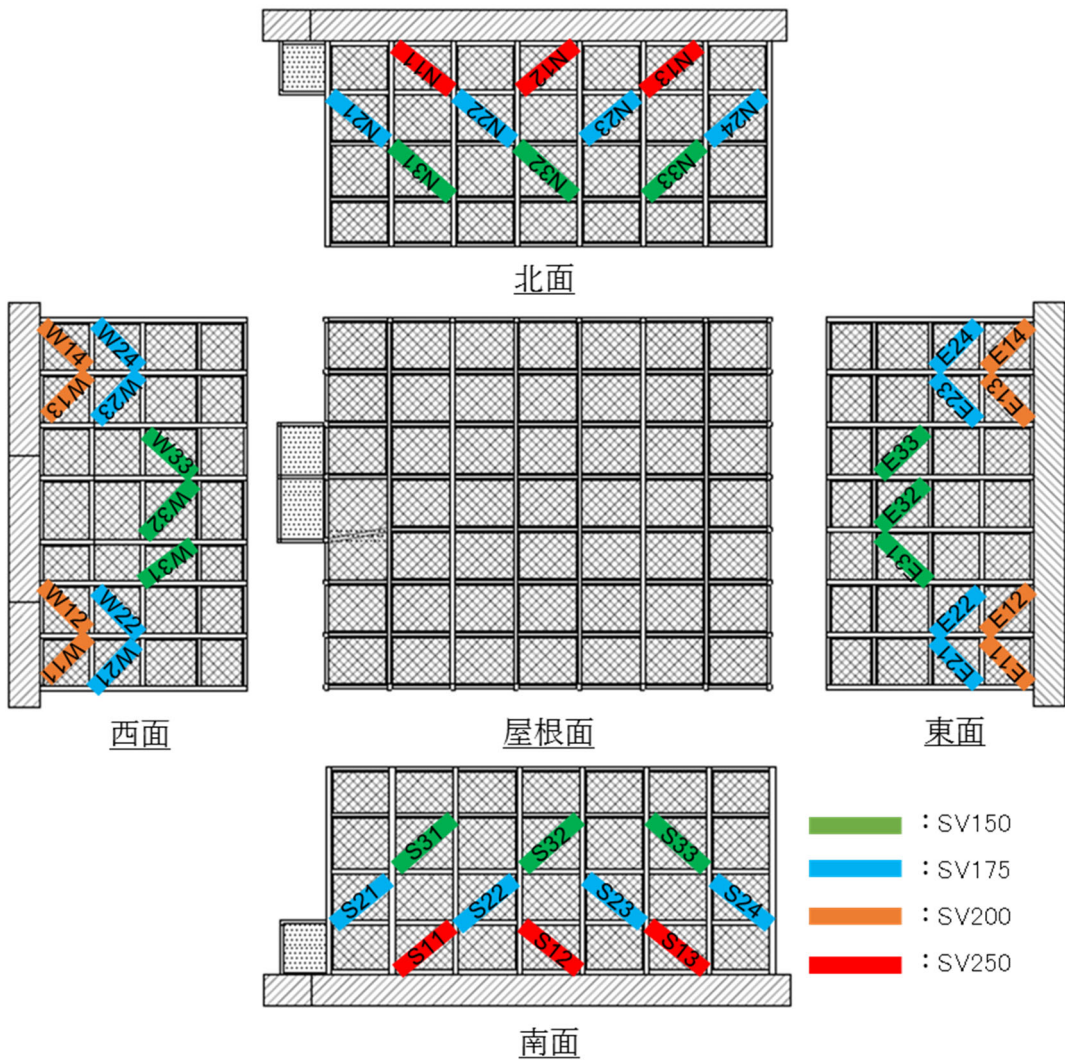 N11
N12
N13
N21
N22
N23
N24
N31
N32
N33
北面
W14
W24
W13
W23
W33
W32
W31
W12
W22
W11
W21
西面
屋根面
E24
E14
E23
E13
E33
E32
E31
E22
E12
E21
E11
東面
S31
S32
S33
S21
S22
S23
S24
S11
S12
S13
南面
：SV150
：SV175
：SV200
：SV250